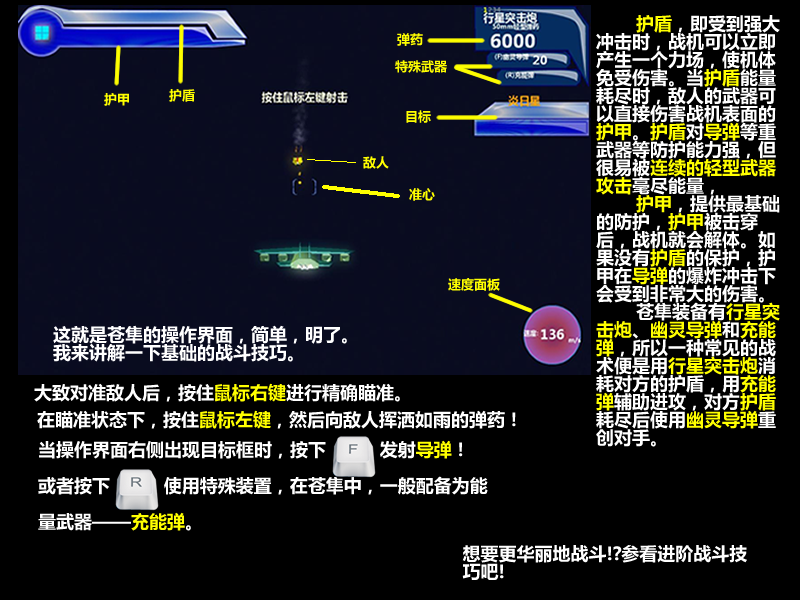 护甲
护盾
按住鼠标左键射击
弹药
特殊武器
目标
行星突击炮
50mm轻型弹药
6000
(F)幽灵导弹 20
(R)充能弹
炎日星
敌人
准心
速度面板
速度: 136 m/s
这就是苍隼的操作界面，简单，明了。
我来讲解一下基础的战斗技巧。
大致对准敌人后，按住鼠标右键进行精确瞄准。
在瞄准状态下，按住鼠标左键，然后向敌人挥洒如雨的弹药！
当操作界面右侧出现目标框时，按下 F 发射导弹！
或者按下 R 使用特殊装置，在苍隼中，一般配备为能
量武器——充能弹。
护盾，即受到强大
冲击时，战机可以立即
产生一个力场，使机体
免受伤害。当护盾能量
耗尽时，敌人的武器可
以直接伤害战机表面的
护甲。护盾对导弹等重
武器等防护能力强，但
很易被连续的轻型武器
攻击毫尽能量，
护甲，提供最基础
的防护，护甲被击穿
后，战机就会解体。如
果没有护盾的保护，护
甲在导弹的爆炸冲击下
会受到非常大的伤害。
苍隼装备有行星突
击炮、幽灵导弹和充能
弹，所以一种常见的战
术便是用行星突击炮消
耗对方的护盾，用充能
弹辅助进攻，对方护盾
耗尽后使用幽灵导弹重
创对手。
想要更华丽地战斗!?参看进阶战斗技
巧吧!